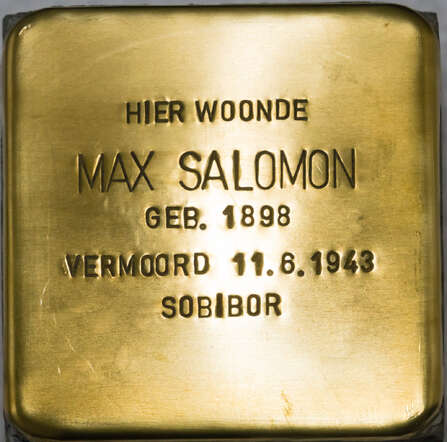 HIER WOONDE
MAX SALOMON
GEB. 1898
VERMOORD 11.6.1943
SOBIBOR